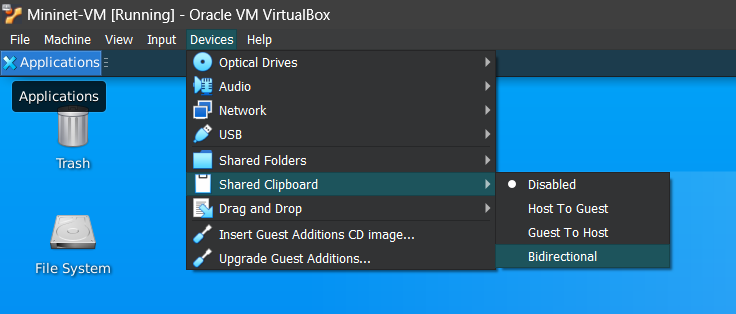 Mininet-VM [Running] - Oracle VM VirtualBox
File Machine View Input Devices Help
Applications
Applications
Trash
File System
Optical Drives
Audio
Network
USB
Shared Folders
Shared Clipboard
Drag and Drop
Insert Guest Additions CD image...
Upgrade Guest Additions...
Disabled
Host To Guest
Guest To Host
Bidirectional